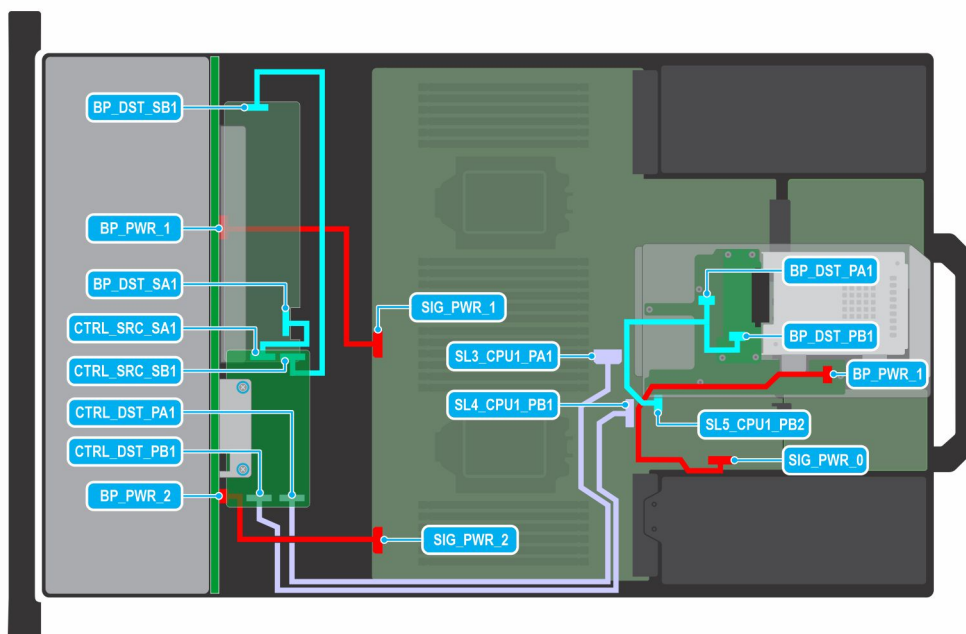 BP_DST_SB1
BP_PWR_1
BP_DST_SA1
CTRL_SRC_SA1
CTRL_SRC_SB1
CTRL_DST_PA1
CTRL_DST_PB1
BP_PWR_2
SIG_PWR_1
SL3_CPU1_PA1
SL4_CPU1_PB1
SIG_PWR_2
BP_DST_PA1
BP_DST_PB1
BP_PWR_1
SL5_CPU1_PB2
SIG_PWR_0